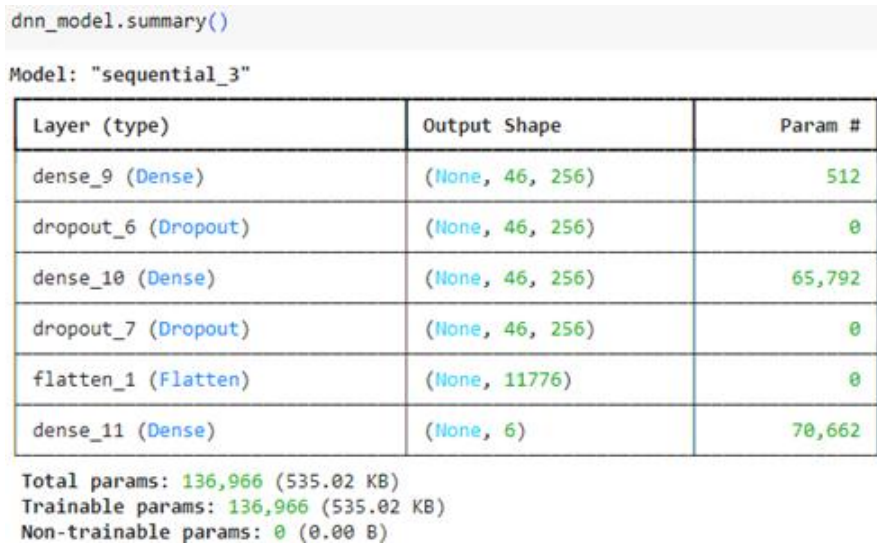 dnn_model.summary()
Model: "sequential_3"
Layer (type) Output Shape Param #
dense_9 (Dense) (None, 46, 256) 512
dropout_6 (Dropout) (None, 46, 256) 0
dense_10 (Dense) (None, 46, 256) 65,792
dropout_7 (Dropout) (None, 46, 256) 0
flatten_1 (Flatten) (None, 11776) 0
dense_11 (Dense) (None, 6) 70,662
Total params: 136,966 (535.02 KB)
Trainable params: 136,966 (535.02 KB)
Non-trainable params: 0 (0.00 B)